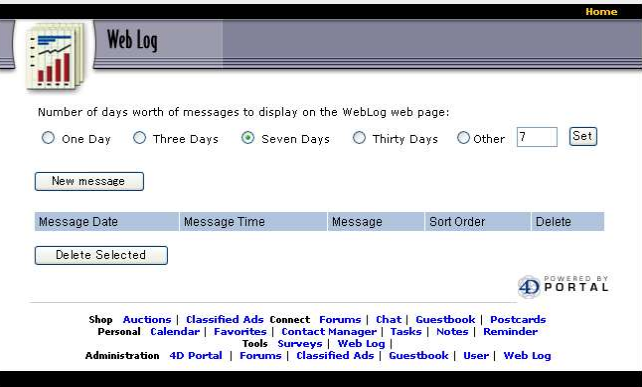 Home
Web Log
Number of days worth of messages to display on the WebLog web page:
One Day Three Days Seven Days Thirty Days Other 7 Set
New message
Message Date Message Time Message Sort Order Delete
Delete Selected
4D POWERED BY PORTAL
Shop Auctions | Classified Ads Connect Forums | Chat | Guestbook | Postcards
Personal Calendar | Favorites | Contact Manager | Tasks | Notes | Reminder
Tools Surveys | Web Log |
Administration 4D Portal | Forums | Classified Ads | Guestbook | User | Web Log